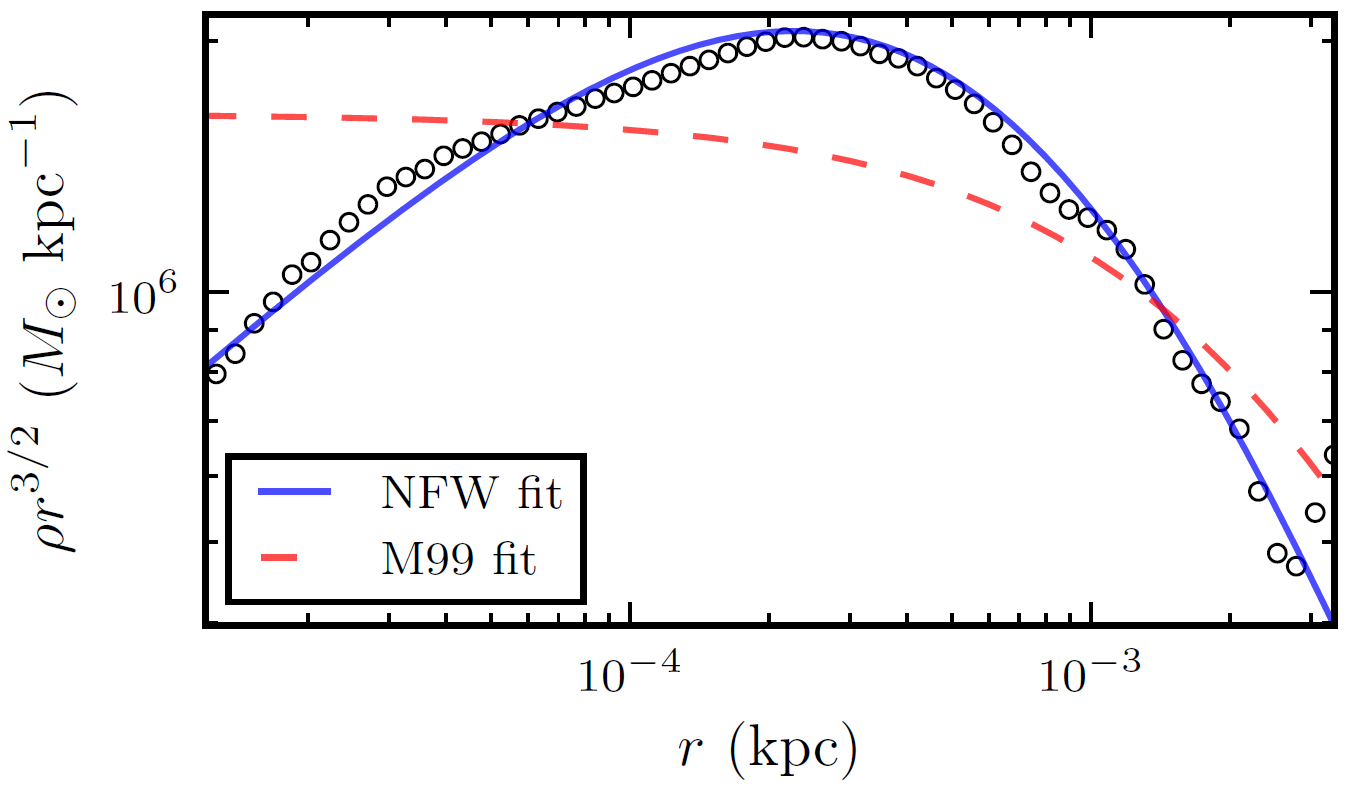 ρr^{3/2} (M_⊙ kpc^{−1})
10^6
NFW fit
M99 fit
10^{−4}
10^{−3}
r (kpc)